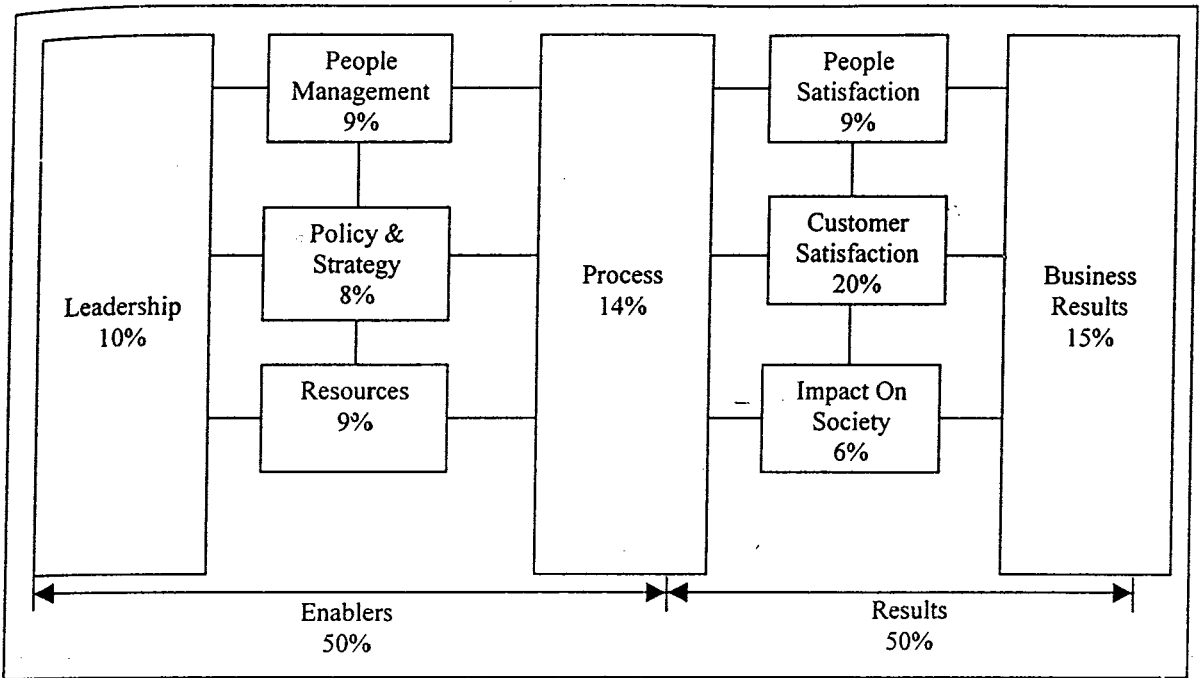 People
Management
9%
People
Satisfaction
9%
Policy &
Strategy
8%
Customer
Satisfaction
20%
Leadership
10%
Process
14%
Business
Results
15%
Resources
9%
Impact On
Society
6%
Enablers
50%
Results
50%